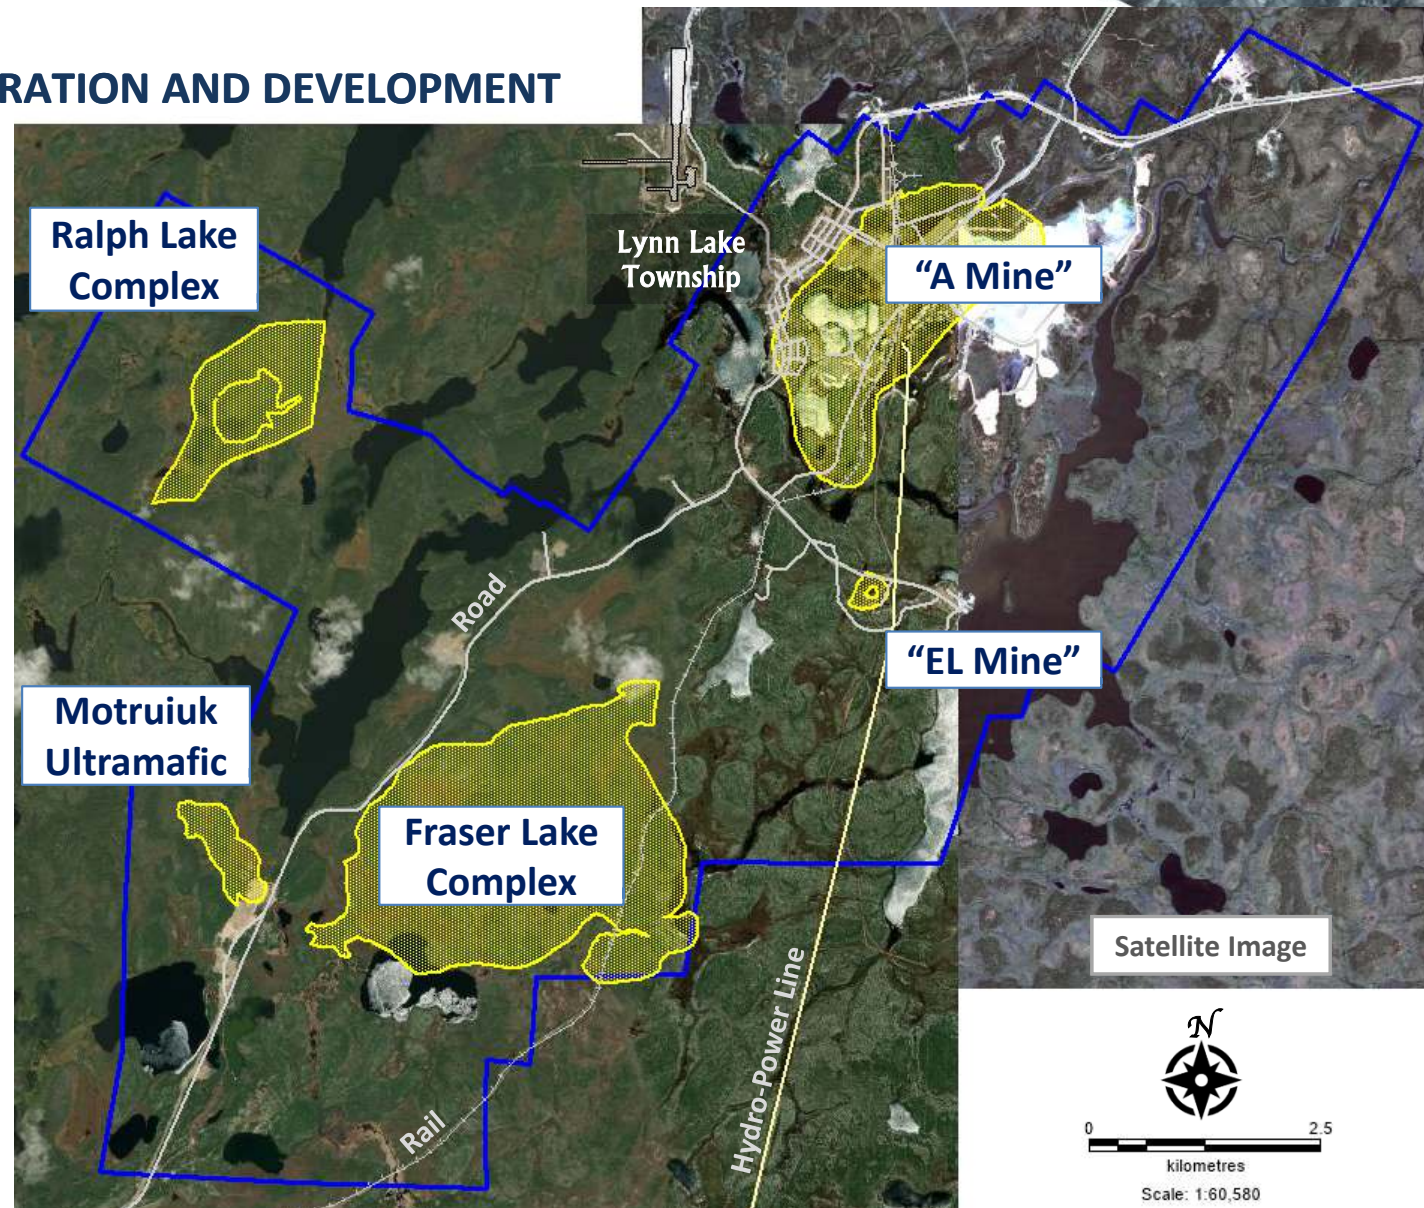 RATION AND DEVELOPMENT
Ralph Lake
Complex
Lynn Lake
Township
“A Mine”
Road
“EL Mine”
Motruiuk
Ultramafic
Fraser Lake
Complex
Satellite Image
Hydro-Power Line
Rail
N
0 2.5
kilometres
Scale: 1:60,580